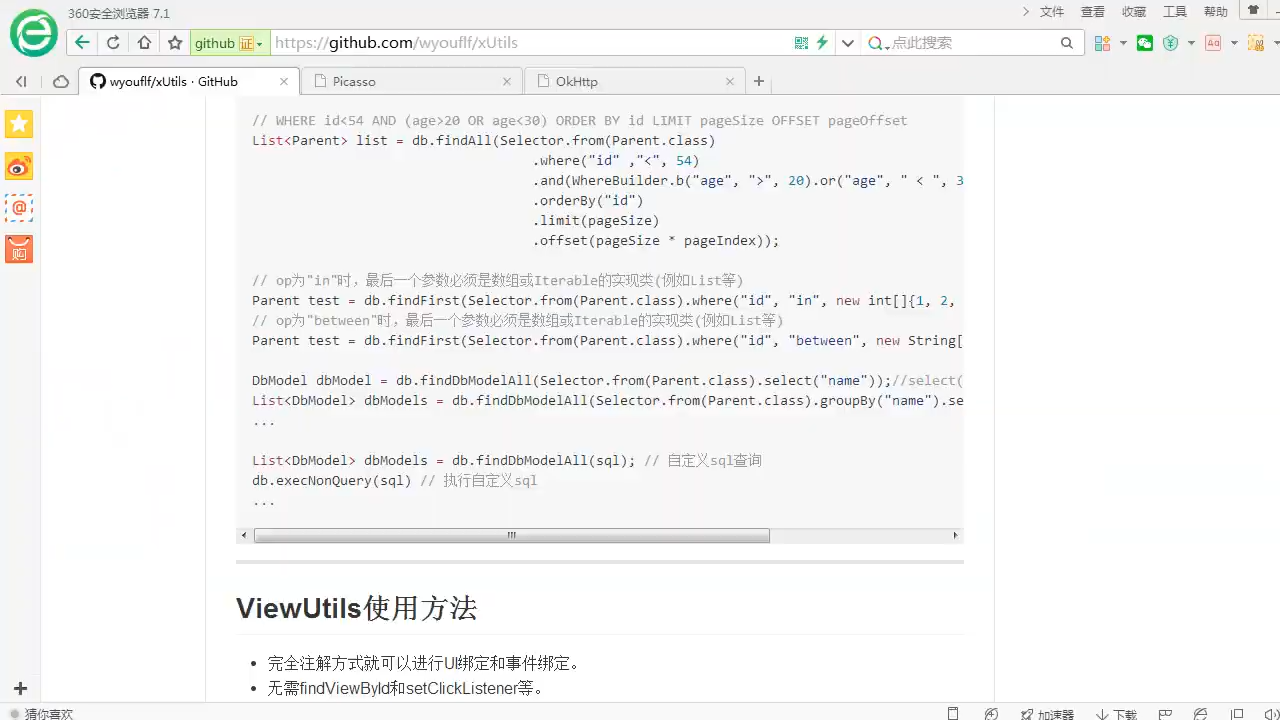 360安全浏览器 7.1
文件 查看 收藏 工具 帮助
github 证 https://github.com/wyouflf/xUtils 点此搜索
wyouflf/xUtils · GitHub Picasso OkHttp
// WHERE id<54 AND (age>20 OR age<30) ORDER BY id LIMIT pageSize OFFSET pageOffset
List<Parent> list = db.findAll(Selector.from(Parent.class)
.where("id" ,"<", 54)
.and(WhereBuilder.b("age", ">", 20).or("age", " < ", 3
.orderBy("id")
.limit(pageSize)
.offset(pageSize * pageIndex));
// op为"in"时，最后一个参数必须是数组或Iterable的实现类(例如List等)
Parent test = db.findFirst(Selector.from(Parent.class).where("id", "in", new int[]{1, 2,
// op为"between"时，最后一个参数必须是数组或Iterable的实现类(例如List等)
Parent test = db.findFirst(Selector.from(Parent.class).where("id", "between", new String[
DbModel dbModel = db.findDbModelAll(Selector.from(Parent.class).select("name"));//select(
List<DbModel> dbModels = db.findDbModelAll(Selector.from(Parent.class).groupBy("name").se
...
List<DbModel> dbModels = db.findDbModelAll(sql); // 自定义sql查询
db.execNonQuery(sql) // 执行自定义sql
...
ViewUtils使用方法
• 完全注解方式就可以进行UI绑定和事件绑定。
• 无需findViewById和setClickListener等。
猜你喜欢 加速器 下载